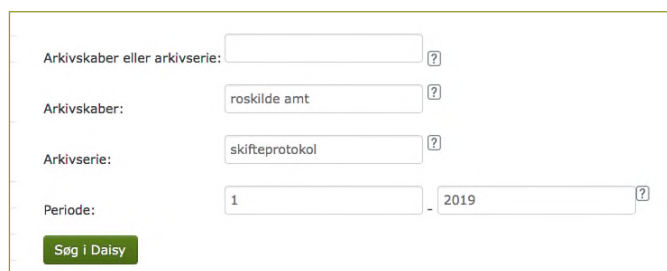 Arkivskaber eller arkivserie: ?
Arkivskaber: roskilde amt ?
Arkivserie: skifteprotokol ?
Periode: 1 - 2019 ?
Søg i Daisy